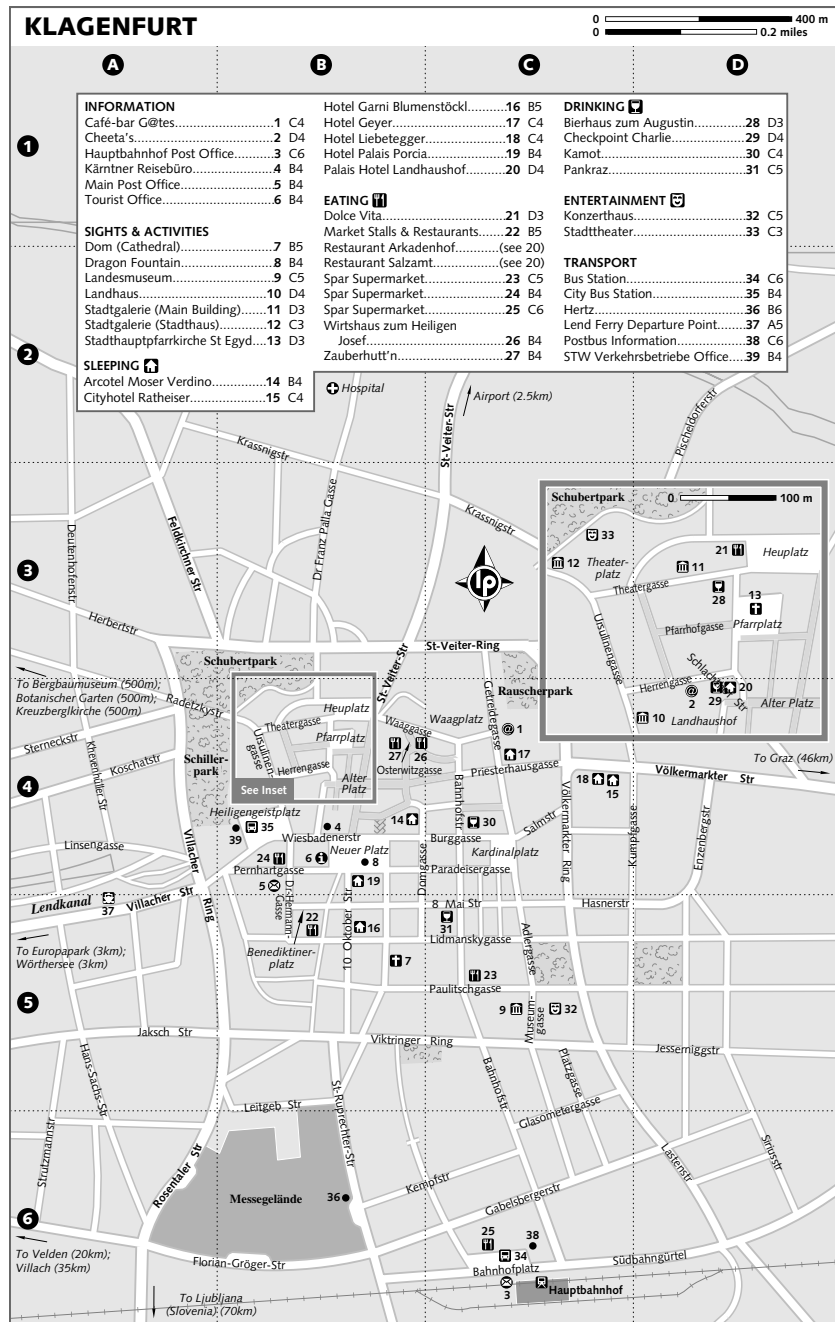 KLAGENFURT
0 400 m
0 0.2 miles
A B C D
1
2
3
4
5
6
INFORMATION
Café-bar G@tes 1 C4
Cheeta's 2 D4
Hauptbahnhof Post Office 3 C6
Kärntner Reisebüro 4 B4
Main Post Office 5 B4
Tourist Office 6 B4
SIGHTS & ACTIVITIES
Dom (Cathedral) 7 B5
Dragon Fountain 8 B4
Landesmuseum 9 C5
Landhaus 10 D4
Stadtgalerie (Main Building) 11 D3
Stadtgalerie (Stadthaus) 12 C3
Stadthauptpfarrkirche St Egyd 13 D3
SLEEPING
Arcotel Moser Verdino 14 B4
Cityhotel Ratheiser 15 C4
Hotel Garni Blumenstöckl 16 B5
Hotel Geyer 17 C4
Hotel Liebetegger 18 C4
Hotel Palais Porcia 19 B4
Palais Hotel Landhaushof 20 D4
EATING
Dolce Vita 21 D3
Market Stalls & Restaurants 22 B5
Restaurant Arkadenhof (see 20)
Restaurant Salzamt (see 20)
Spar Supermarket 23 C5
Spar Supermarket 24 B4
Spar Supermarket 25 C6
Wirtshaus zum Heiligen
Josef 26 B4
Zauberhutt'n 27 B4
DRINKING
Bierhaus zum Augustin 28 D3
Checkpoint Charlie 29 D4
Kamot 30 C4
Pankraz 31 C5
ENTERTAINMENT
Konzerthaus 32 C5
Stadttheater 33 C3
TRANSPORT
Bus Station 34 C6
City Bus Station 35 B4
Hertz 36 B6
Lend Ferry Departure Point 37 A5
Postbus Information 38 C6
STW Verkehrsbetriebe Office 39 B4
Hospital
Airport (2.5km)
St-Veiter-Str
Pischeldorferstr
Krassnigstr
Krassnigstr
Deutenhofenstr
Feldkirchner Str
Dr Franz Palla Gasse
lp
Herbertstr
St-Veiter-Str
St-Veiter-Ring
Schubertpark
0 100 m
33
12
Theater-
platz
21
Heuplatz
11
Theatergasse
28
13
Pfarrhofgasse
Pfarrplatz
Ursulinengasse
Schlacht Str
Herrengasse
@
2
29
20
10
Landhaushof
Alter Platz
To Bergbaumuseum (500m);
Botanischer Garten (500m);
Kreuzberglkirche (500m)
Schubertpark
Radetzkystr
Heuplatz
Theatergasse
Pfarrplatz
Ursulinen-
gasse
Herrengasse
Alter
Platz
See Inset
Waaggasse
Waagplatz
27
26
Osterwitzgasse
Getreidegasse
Rauscherpark
@ 1
17
Priesterhausgasse
To Graz (46km)
Völkermarkter Str
18
15
Sterneckstr
Koschatstr
Khevenhüller Str
Schiller-
park
Heiligengeistplatz
35
39
4
Wiesbadenerstr
Neuer Platz
14
Bahnhofstr
30
Burggasse
Salmstr
Kardinalplatz
Völkermarkter Ring
Kumpfgasse
Enzenbergstr
Linsengasse
Villacher Ring
24
6
8
Pernhartgasse
5
19
Domgasse
Paradeisergasse
Lendkanal
37
Villacher Str
Dr-Hermann-
Gasse
10 Oktober Str
8 Mai Str
Hasnerstr
22
16
31
Adlergasse
To Europapark (3km);
Wörthersee (3km)
Benediktiner-
platz
Lidmanskygasse
7
23
Paulitschgasse
9
Museum-
gasse
32
Jaksch Str
Viktringer Ring
Jesserniggstr
Hans-Sachs-Str
Platzgasse
Bahnhofstr
Leitgeb Str
St-Ruprechter-Str
Glasometergasse
Strutzmannstr
Rosentaler Str
Siriusstr
Lastenstr
Kempfstr
Messegelände
36
Gabelsbergerstr
25
38
34
Südbahngürtel
To Velden (20km);
Villach (35km)
Florian-Gröger-Str
Bahnhofplatz
3
Hauptbahnhof
To Ljubljana
(Slovenia) (70km)